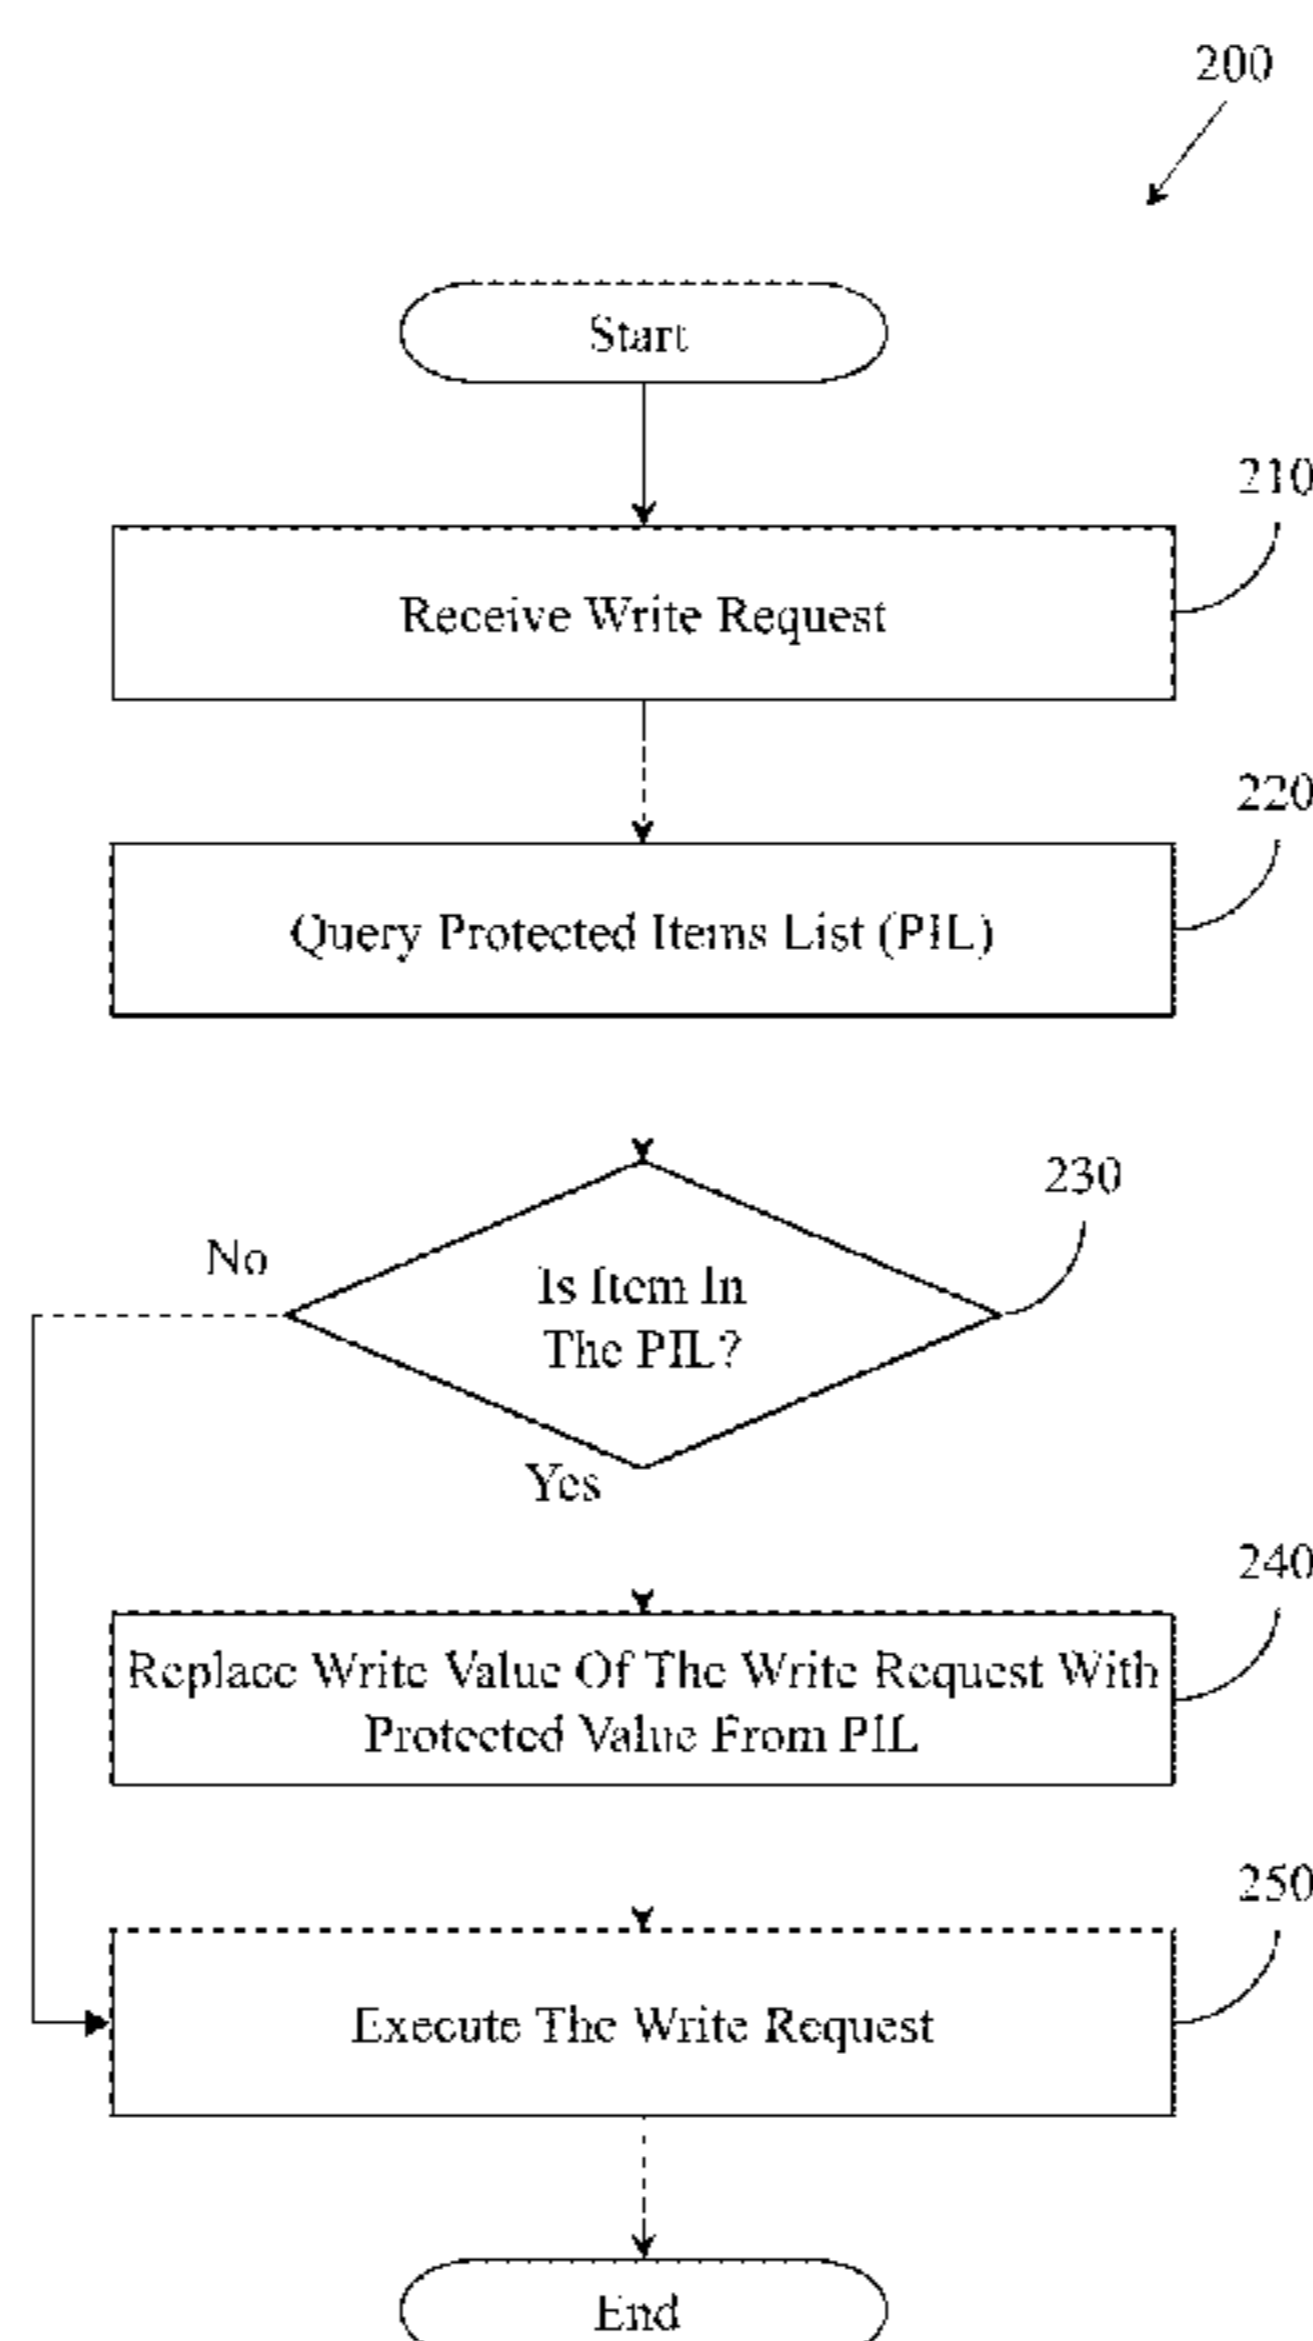 200
Start
210
Receive Write Request
220
Query Protected Items List (PIL)
230
No
Is Item In
The PIL?
Yes
240
Replace Write Value Of The Write Request With
Protected Value From PIL
250
Execute The Write Request
End